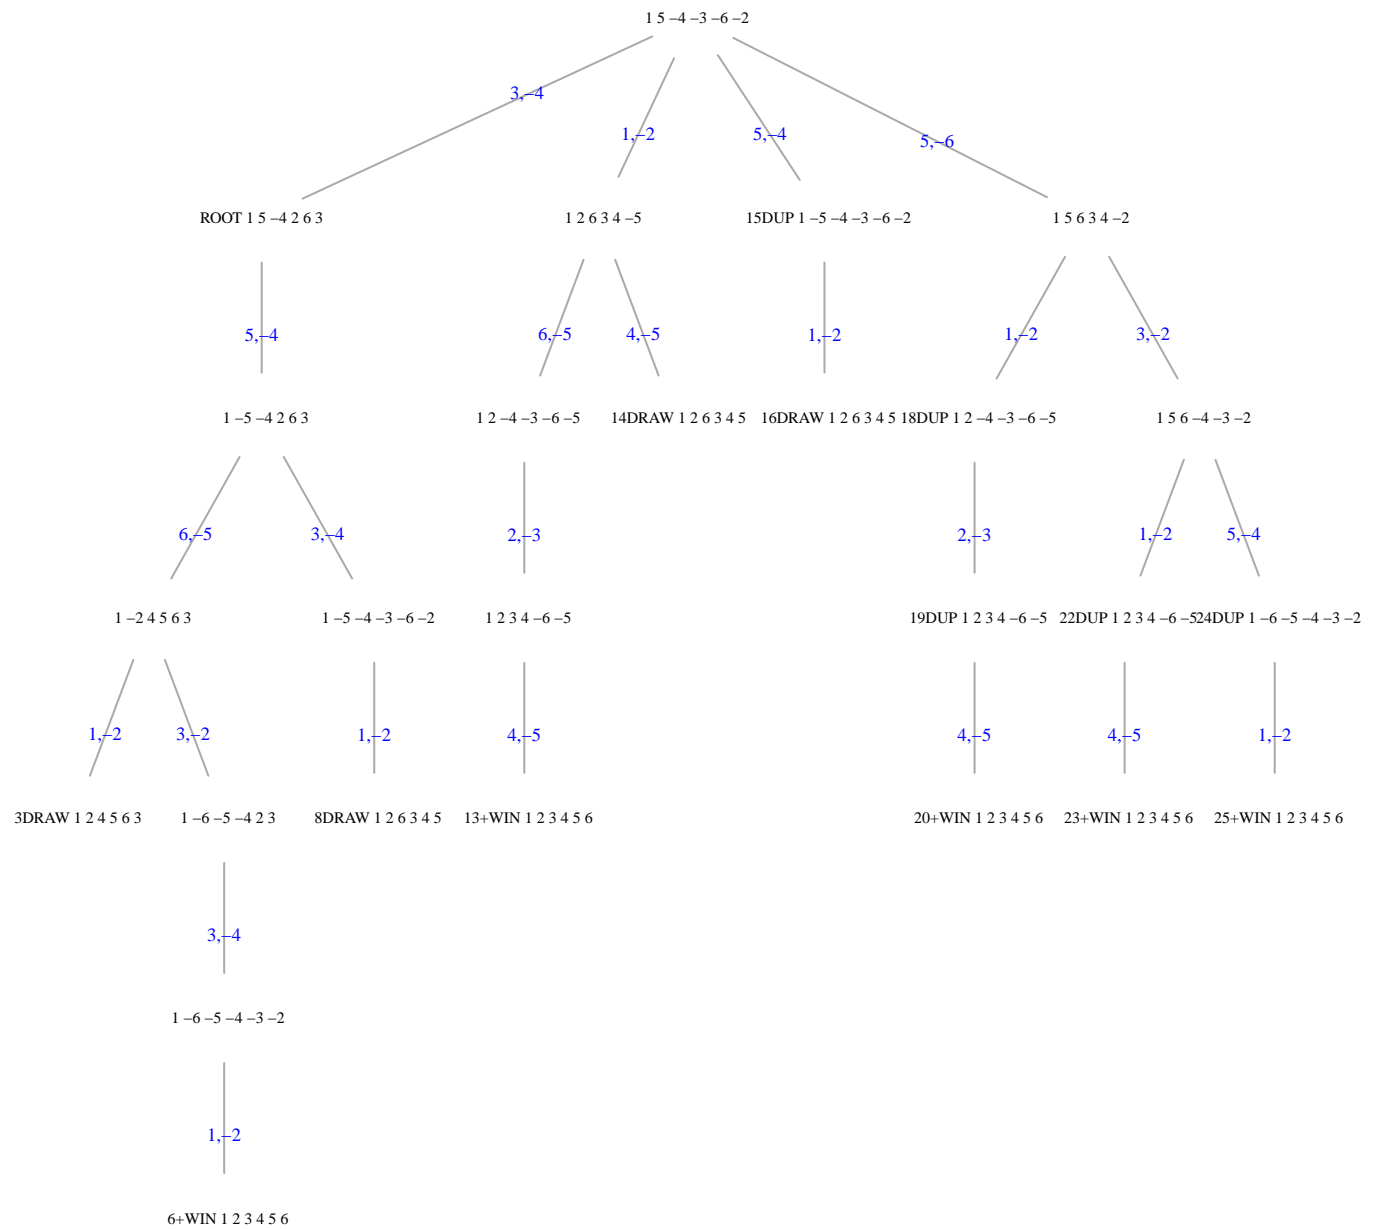 1 5 –4 –3 –6 –2
3,–4
1,–2
5,–4
5,–6
ROOT 1 5 –4 2 6 3
1 2 6 3 4 –5
15DUP 1 –5 –4 –3 –6 –2
1 5 6 3 4 –2
5,–4
6,–5
4,–5
1,–2
1,–2
3,–2
1 –5 –4 2 6 3
1 2 –4 –3 –6 –5
14DRAW 1 2 6 3 4 5
16DRAW 1 2 6 3 4 5
18DUP 1 2 –4 –3 –6 –5
1 5 6 –4 –3 –2
6,–5
3,–4
2,–3
2,–3
1,–2
5,–4
1 –2 4 5 6 3
1 –5 –4 –3 –6 –2
1 2 3 4 –6 –5
19DUP 1 2 3 4 –6 –5
22DUP 1 2 3 4 –6 –5
24DUP 1 –6 –5 –4 –3 –2
1,–2
3,–2
1,–2
4,–5
4,–5
4,–5
1,–2
3DRAW 1 2 4 5 6 3
1 –6 –5 –4 2 3
8DRAW 1 2 6 3 4 5
13+WIN 1 2 3 4 5 6
20+WIN 1 2 3 4 5 6
23+WIN 1 2 3 4 5 6
25+WIN 1 2 3 4 5 6
3,–4
1 –6 –5 –4 –3 –2
1,–2
6+WIN 1 2 3 4 5 6